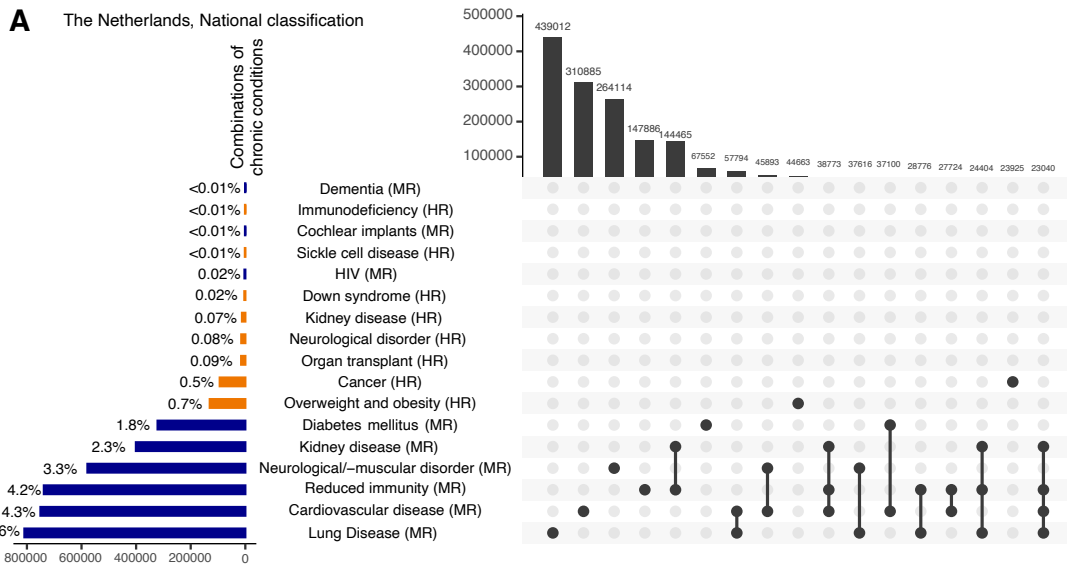 A
The Netherlands, National classification
Combinations of
chronic conditions
500000
400000
300000
200000
100000
439012
310885
264114
147886
144465
67552
57794
45893
44663
38773
37616
37100
28776
27724
24404
23925
23040
<0.01% Dementia (MR)
<0.01% Immunodeficiency (HR)
<0.01% Cochlear implants (MR)
<0.01% Sickle cell disease (HR)
0.02% HIV (MR)
0.02% Down syndrome (HR)
0.07% Kidney disease (HR)
0.08% Neurological disorder (HR)
0.09% Organ transplant (HR)
0.5% Cancer (HR)
0.7% Overweight and obesity (HR)
1.8% Diabetes mellitus (MR)
2.3% Kidney disease (MR)
3.3% Neurological/−muscular disorder (MR)
4.2% Reduced immunity (MR)
4.3% Cardiovascular disease (MR)
6% Lung Disease (MR)
800000 600000 400000 200000 0